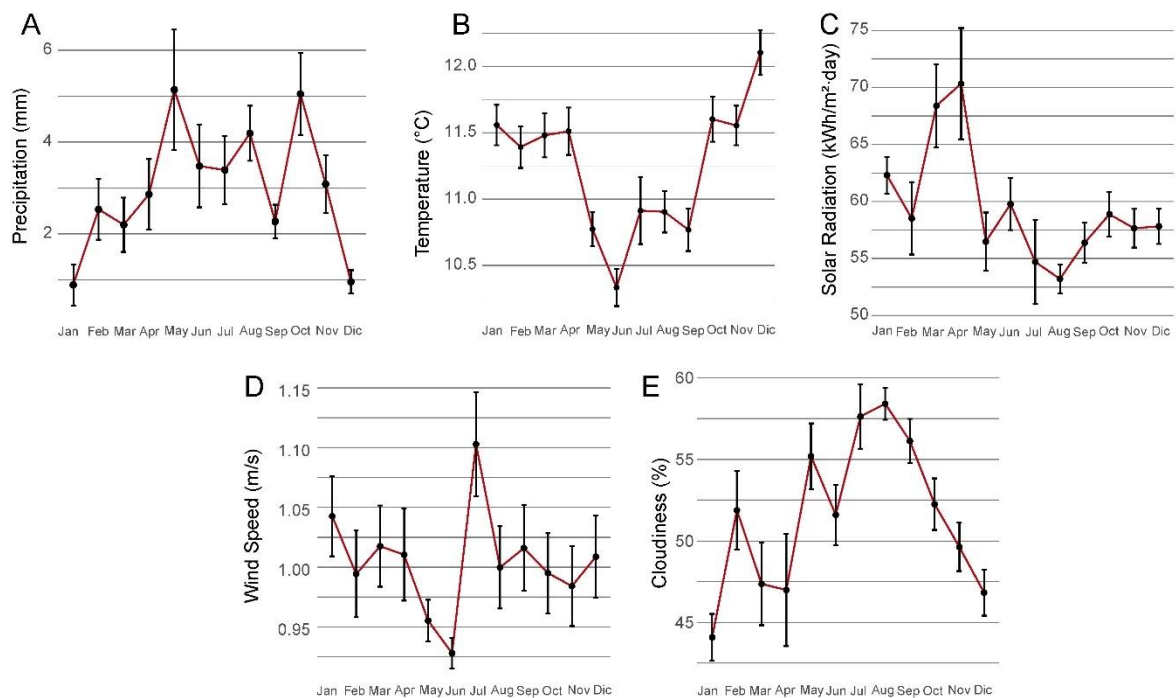 A
Precipitation (mm)
6
4
2
Jan Feb Mar Apr May Jun Jul Aug Sep Oct Nov Dic
B
Temperature (°C)
12.0
11.5
11.0
10.5
Jan Feb Mar Apr May Jun Jul Aug Sep Oct Nov Dic
C
Solar Radiation (kWh/m²·day)
75
70
65
60
55
50
Jan Feb Mar Apr May Jun Jul Aug Sep Oct Nov Dic
D
Wind Speed (m/s)
1.15
1.10
1.05
1.00
0.95
Jan Feb Mar Apr May Jun Jul Aug Sep Oct Nov Dic
E
Cloudiness (%)
60
55
50
45
Jan Feb Mar Apr May Jun Jul Aug Sep Oct Nov Dic